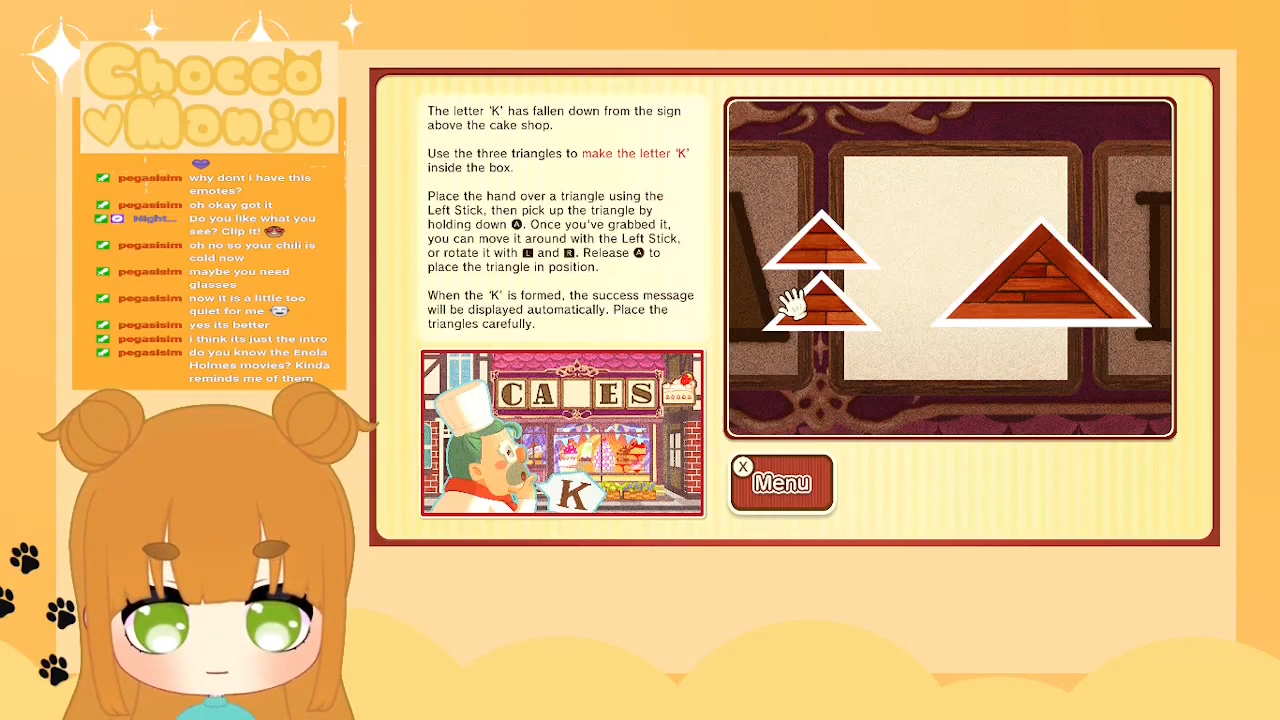 Chocco
Manju
pegasisim why dont i have this
emotes?
pegasisim oh okay got it
Night... Do you like what you
see? Clip it!
pegasisim oh no so your chili is
cold now
pegasisim maybe you need
glasses
pegasisim now it is a little too
quiet for me
pegasisim yes its better
pegasisim i think its just the intro
pegasisim do you know the Enola
Holmes movies? Kinda
reminds me of them
The letter 'K' has fallen down from the sign
above the cake shop.
Use the three triangles to make the letter 'K'
inside the box.
Place the hand over a triangle using the
Left Stick, then pick up the triangle by
holding down A. Once you've grabbed it,
you can move it around with the Left Stick,
or rotate it with L and R. Release A to
place the triangle in position.
When the 'K' is formed, the success message
will be displayed automatically. Place the
triangles carefully.
CA ES
K
X Menu